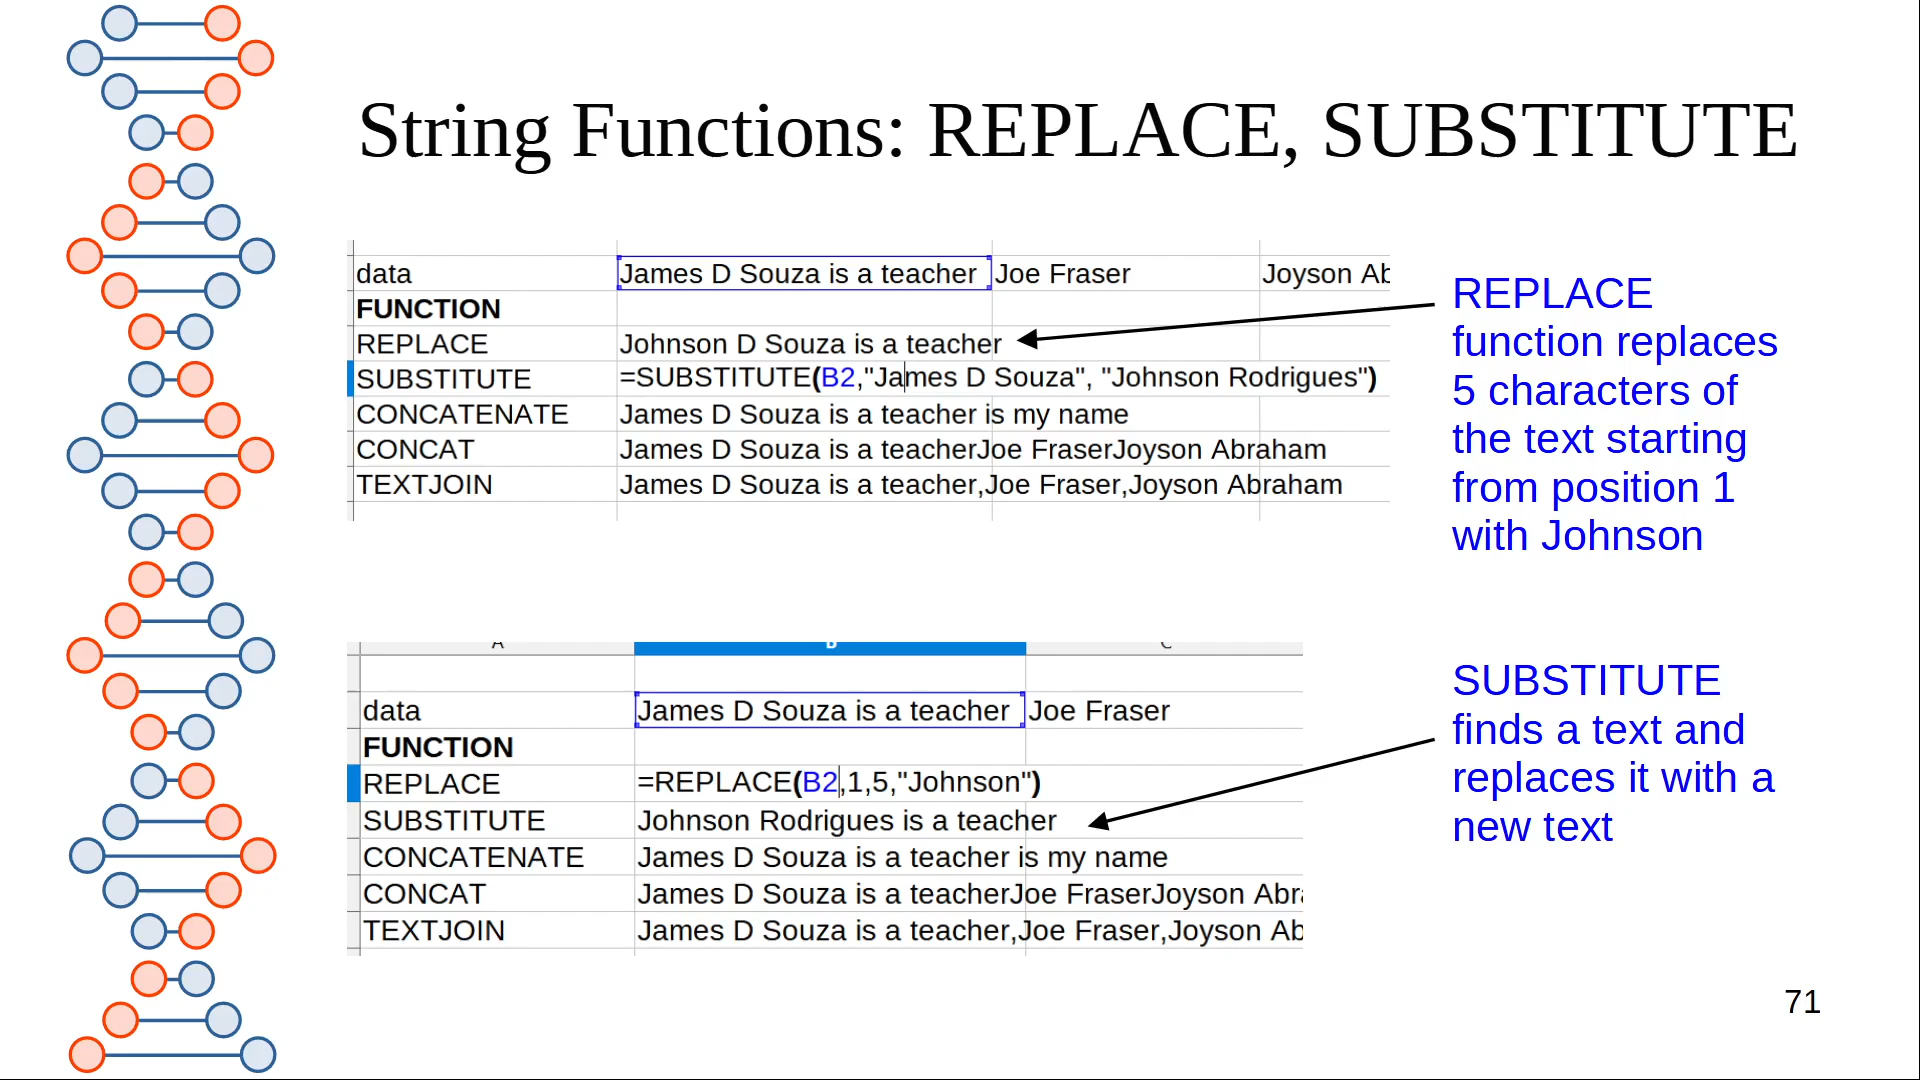 String Functions: REPLACE, SUBSTITUTE
data James D Souza is a teacher Joe Fraser Joyson Ab
FUNCTION
REPLACE Johnson D Souza is a teacher
SUBSTITUTE =SUBSTITUTE(B2,"James D Souza", "Johnson Rodrigues")
CONCATENATE James D Souza is a teacher is my name
CONCAT James D Souza is a teacherJoe FraserJoyson Abraham
TEXTJOIN James D Souza is a teacher,Joe Fraser,Joyson Abraham
REPLACE
function replaces
5 characters of
the text starting
from position 1
with Johnson
A B C
data James D Souza is a teacher Joe Fraser
FUNCTION
REPLACE =REPLACE(B2,1,5,"Johnson")
SUBSTITUTE Johnson Rodrigues is a teacher
CONCATENATE James D Souza is a teacher is my name
CONCAT James D Souza is a teacherJoe FraserJoyson Abr
TEXTJOIN James D Souza is a teacher,Joe Fraser,Joyson Ab
SUBSTITUTE
finds a text and
replaces it with a
new text
71